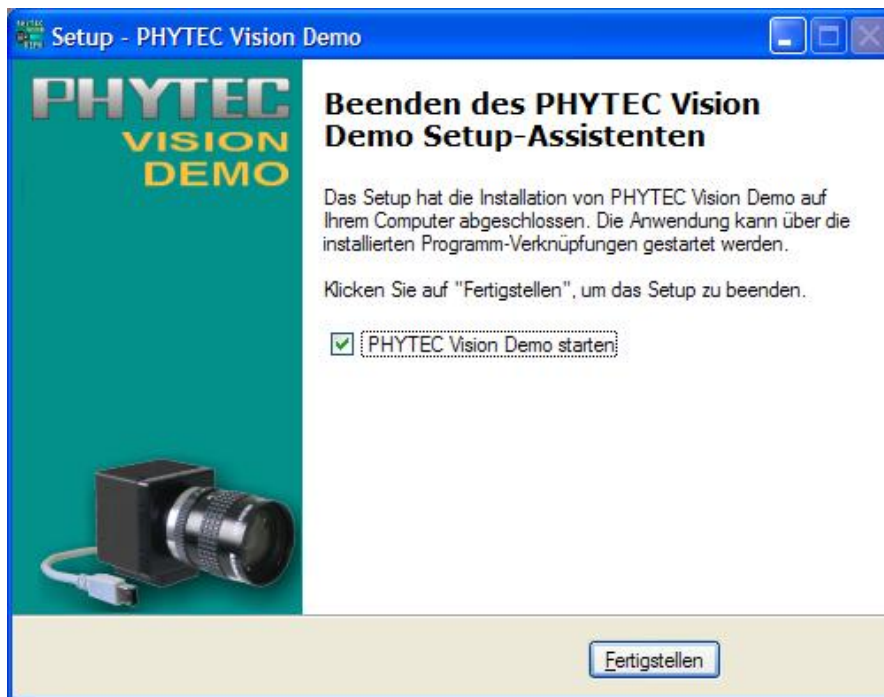 Setup - PHYTEC Vision Demo
PHYTEC
VISION
DEMO
Beenden des PHYTEC Vision
Demo Setup-Assistenten
Das Setup hat die Installation von PHYTEC Vision Demo auf
Ihrem Computer abgeschlossen. Die Anwendung kann über die
installierten Programm-Verknüpfungen gestartet werden.
Klicken Sie auf "Fertigstellen", um das Setup zu beenden.
PHYTEC Vision Demo starten
Fertigstellen